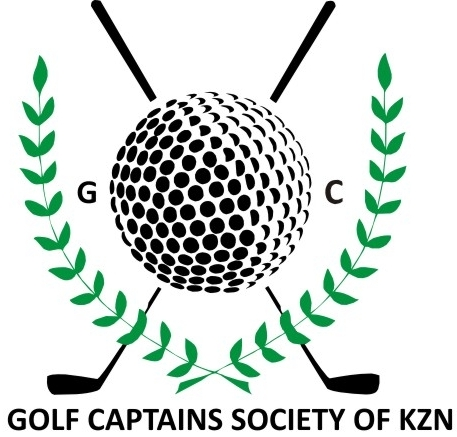 G C
GOLF CAPTAINS SOCIETY OF KZN